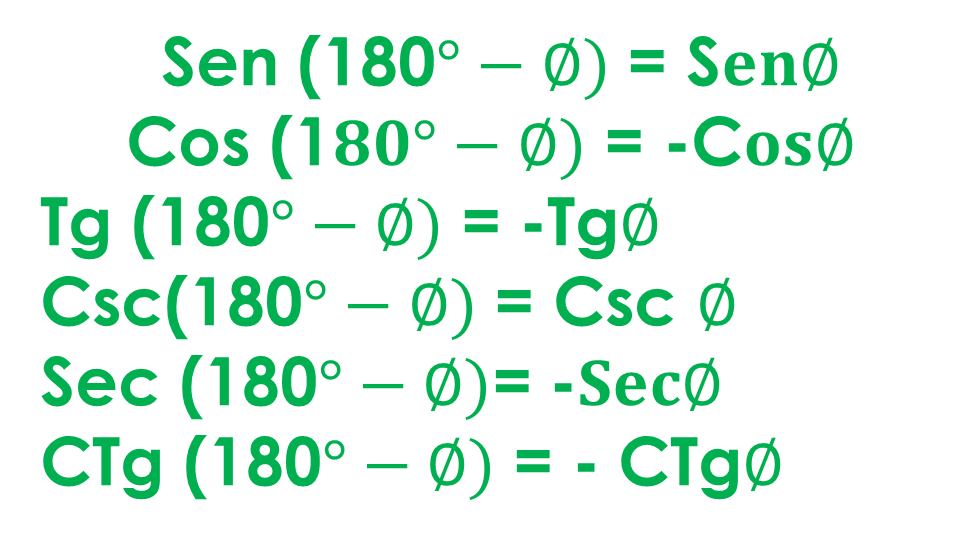 Sen (180° − ∅) = Sen∅
Cos (180° − ∅) = -Cos∅
Tg (180° − ∅) = -Tg∅
Csc(180° − ∅) = Csc ∅
Sec (180° − ∅)= -Sec∅
CTg (180° − ∅) = - CTg∅